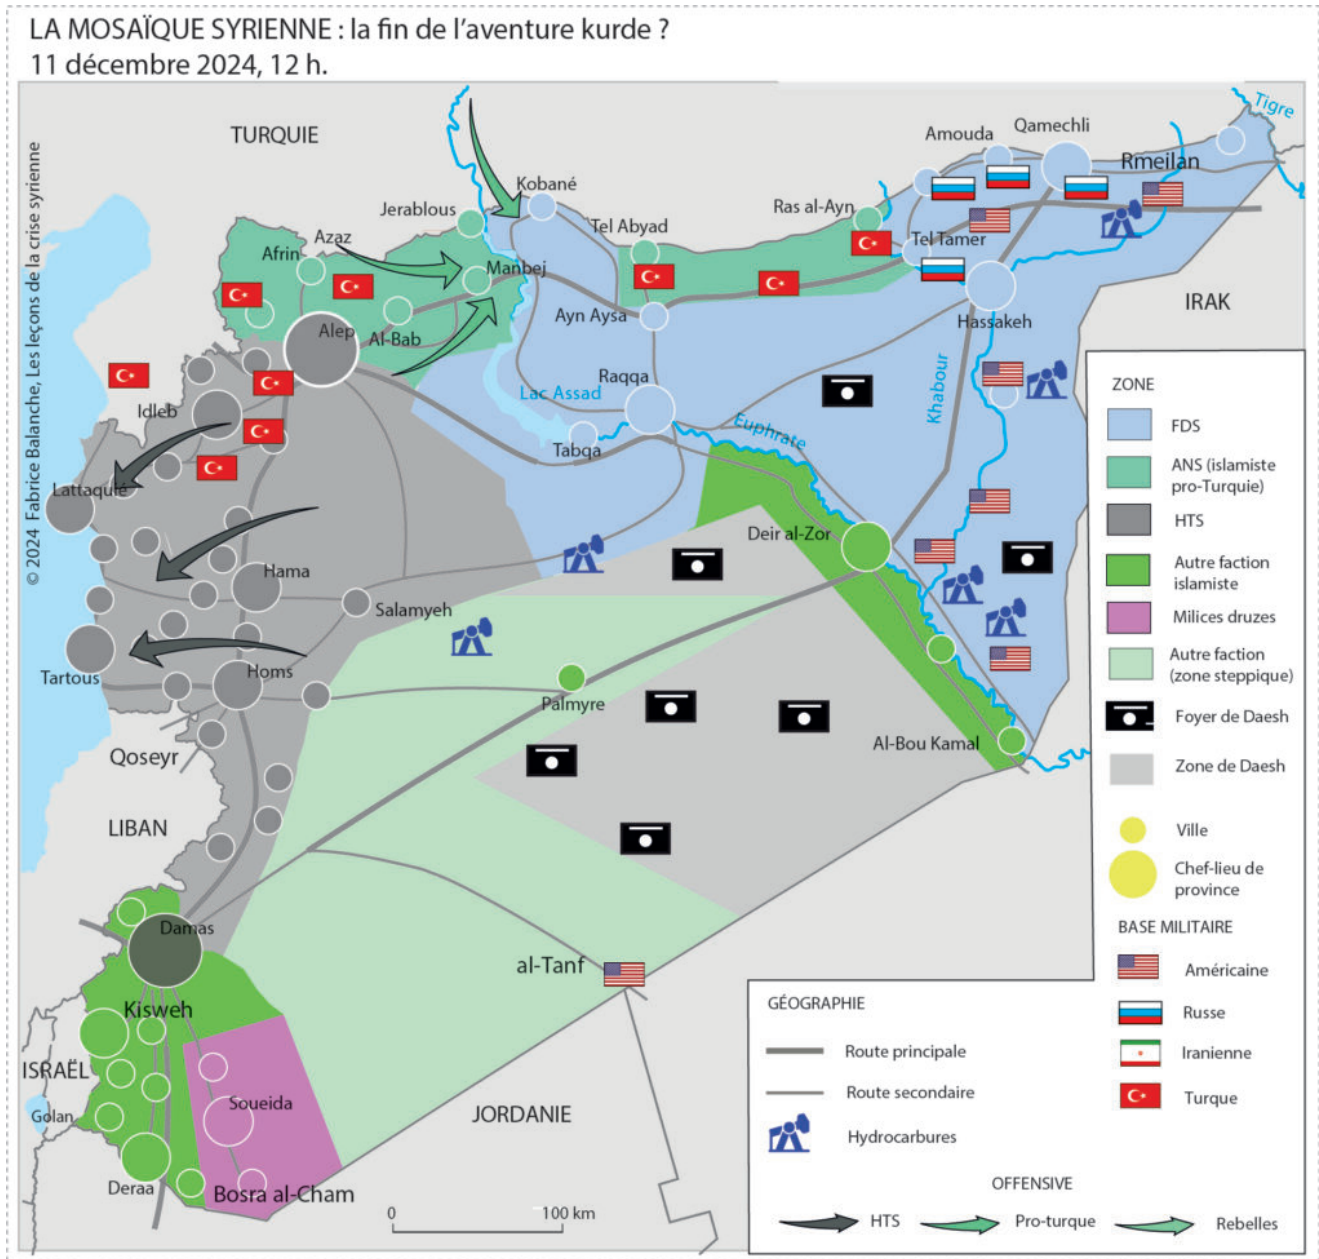 LA MOSAÏQUE SYRIENNE : la fin de l'aventure kurde ?
11 décembre 2024, 12 h.
© 2024 Fabrice Balanche, Les leçons de la crise syrienne
TURQUIE
Tigre
Amouda
Qamechli
Rmeilan
Kobané
Jerablous
Ras al-Ayn
Tel Abyad
Azaz
Afrin
Tel Tamer
Manbej
IRAK
Alep
Al-Bab
Ayn Aysa
Hassakeh
Raqqa
Lac Assad
Khabour
Idleb
Euphrate
Tabqa
Lattaquie
Deir al-Zor
Hama
Salamyeh
Tartous
Homs
Palmyre
Al-Bou Kamal
Qoseyr
LIBAN
Damas
al-Tanf
Kisweh
ISRAËL
Golan
Soueida
JORDANIE
Deraa
Bosra al-Cham
0
100 km
ZONE
FDS
ANS (islamiste
pro-Turquie)
HTS
Autre faction
islamiste
Milices druzes
Autre faction
(zone steppique)
Foyer de Daesh
Zone de Daesh
Ville
Chef-lieu de
province
BASE MILITAIRE
Américaine
Russe
Iranienne
Turque
GÉOGRAPHIE
Route principale
Route secondaire
Hydrocarbures
OFFENSIVE
HTS
Pro-turque
Rebelles